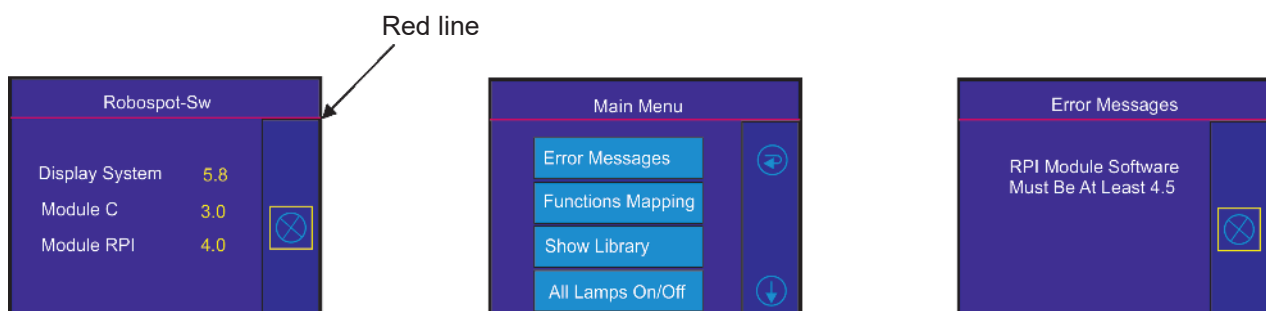 Red line
Robospot-Sw
Display System 5.8
Module C 3.0
Module RPI 4.0
Main Menu
Error Messages
Functions Mapping
Show Library
All Lamps On/Off
Error Messages
RPI Module Software
Must Be At Least 4.5